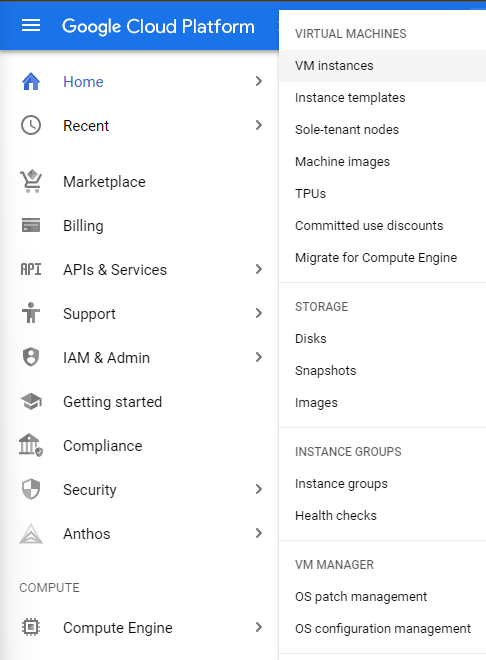 Google Cloud Platform
Home
Recent
Marketplace
Billing
API APIs & Services
Support
IAM & Admin
Getting started
Compliance
Security
Anthos
COMPUTE
Compute Engine
VIRTUAL MACHINES
VM instances
Instance templates
Sole-tenant nodes
Machine images
TPUs
Committed use discounts
Migrate for Compute Engine
STORAGE
Disks
Snapshots
Images
INSTANCE GROUPS
Instance groups
Health checks
VM MANAGER
OS patch management
OS configuration management